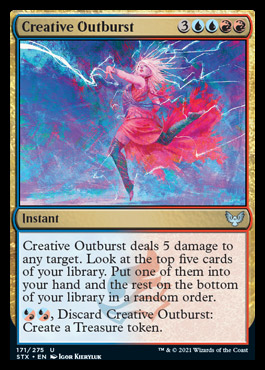 Creative Outburst 3
Instant
Creative Outburst deals 5 damage to
any target. Look at the top five cards
of your library. Put one of them into
your hand and the rest on the bottom
of your library in a random order.
, Discard Creative Outburst:
Create a Treasure token.
171/275 U
STX • EN Igor Kieryluk
™ & © 2021 Wizards of the Coast